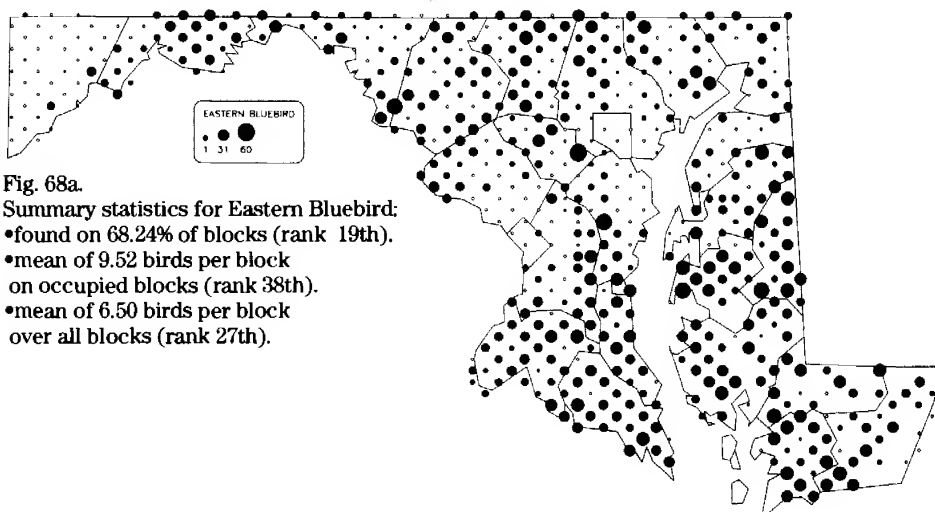 EASTERN BLUEBIRD
1 31 60
Fig. 68a.
Summary statistics for Eastern Bluebird:
•found on 68.24% of blocks (rank 19th).
•mean of 9.52 birds per block
on occupied blocks (rank 38th).
•mean of 6.50 birds per block
over all blocks (rank 27th).